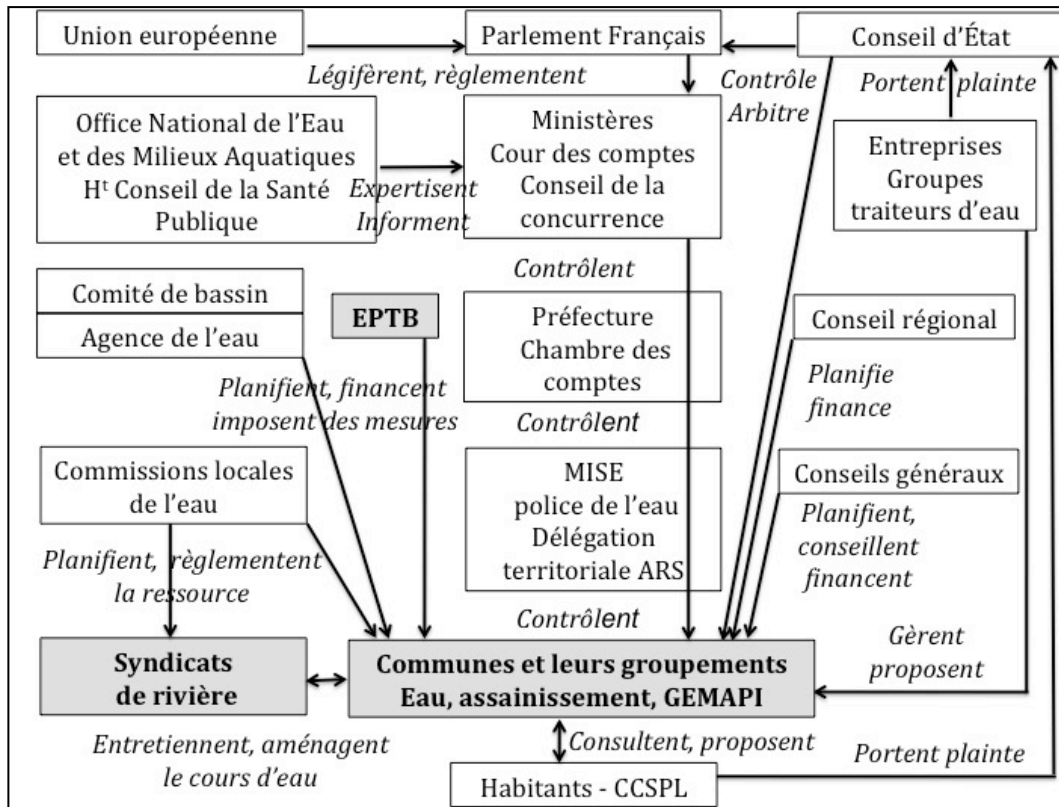 Union européenne
Parlement Français
Conseil d'État
Légifèrent, règlementent
Contrôle
Arbitre
Portent plainte
Office National de l'Eau
et des Milieux Aquatiques
Hᵗ Conseil de la Santé
Publique
Expertisent
Informent
Ministères
Cour des comptes
Conseil de la
concurrence
Entreprises
Groupes
traiteurs d'eau
Contrôlent
Comité de bassin
Agence de l'eau
EPTB
Préfecture
Chambre des
comptes
Conseil régional
Planifient, financent
imposent des mesures
Planifie
finance
Contrôlent
Commissions locales
de l'eau
MISE
police de l'eau
Délégation
territoriale ARS
Conseils généraux
Planifient,
conseillent
financent
Planifient, règlementent
la ressource
Contrôlent
Syndicats
de rivière
Communes et leurs groupements
Eau, assainissement, GEMAPI
Gèrent
proposent
Entretiennent, aménagent
le cours d'eau
Consultent, proposent
Habitants - CCSPL
Portent plainte